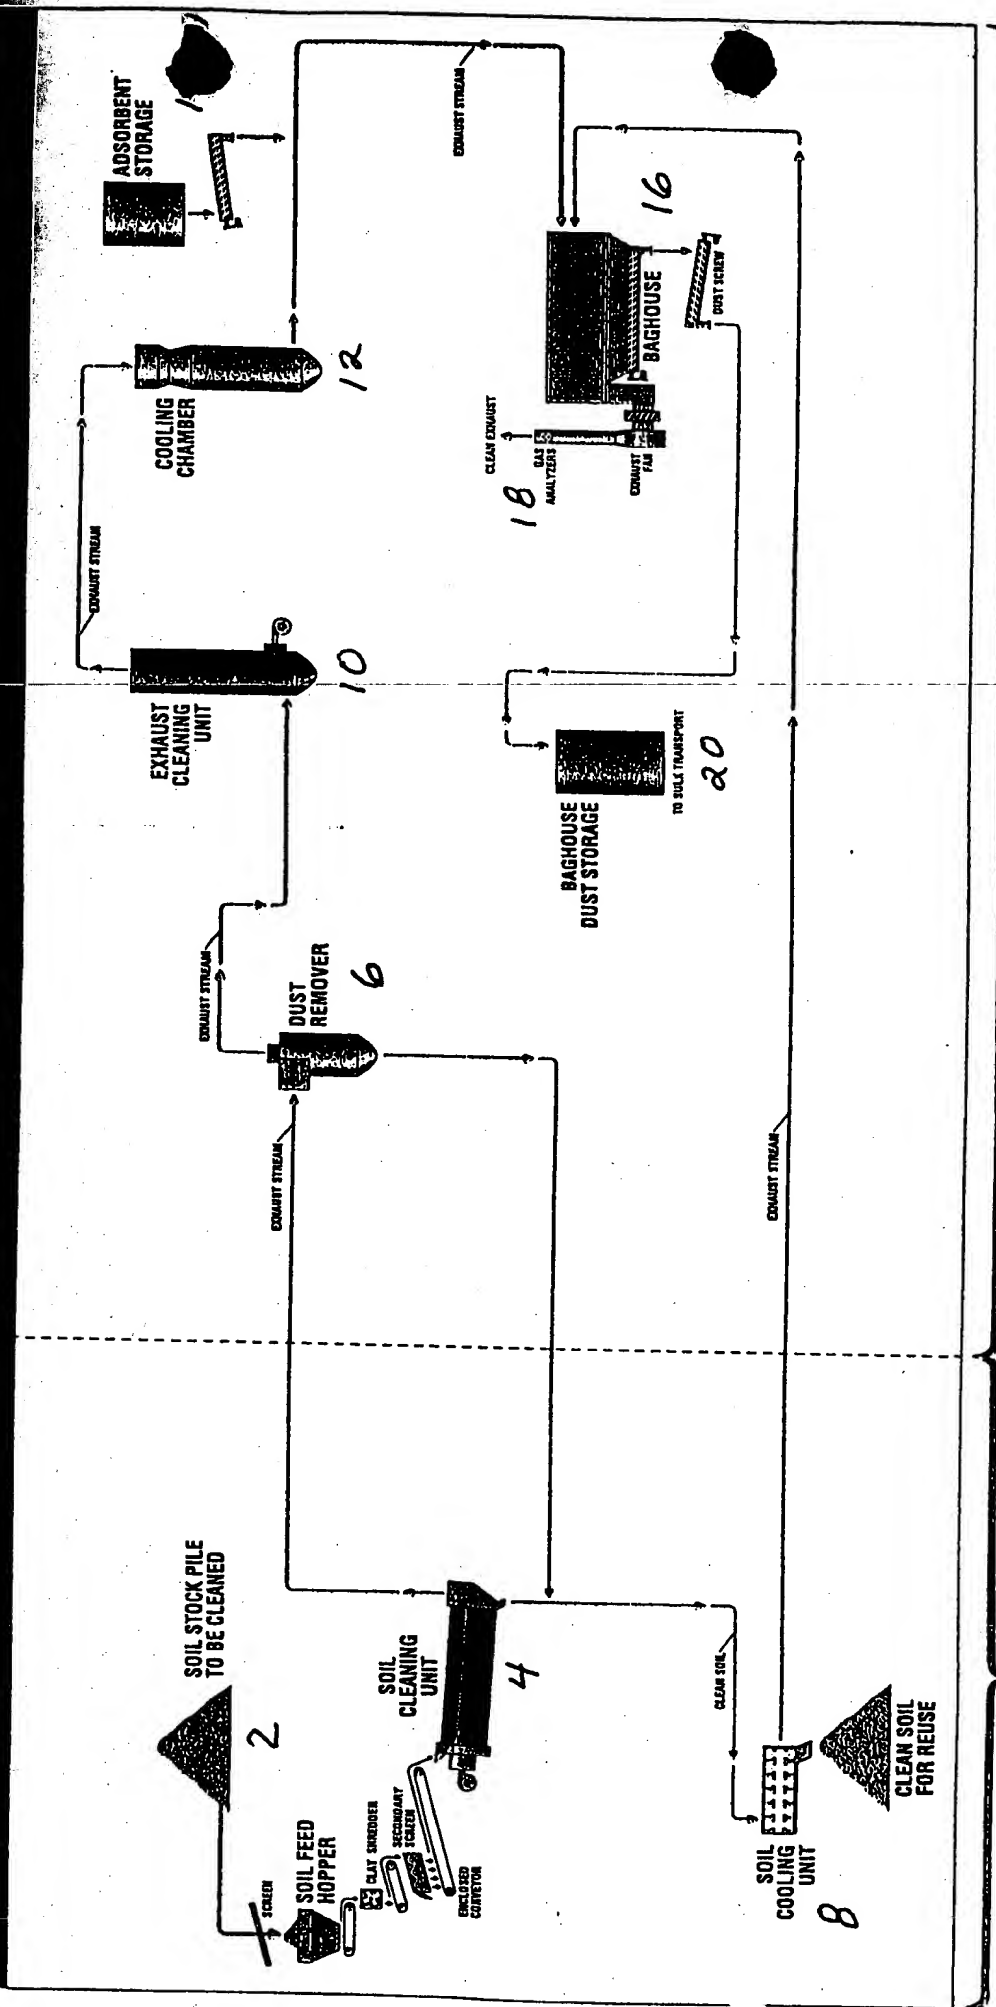 SOIL STOCK PILE
TO BE CLEANED
2
SCREEN
SOIL FEED
HOPPER
CLAY SHREDDER
SECONDARY
SCREEN
ENCLOSED
CONVEYOR
SOIL
CLEANING
UNIT
4
CLEAN SOIL
SOIL
COOLING
UNIT
8
CLEAN SOIL
FOR REUSE
EXHAUST STREAM
EXHAUST STREAM
DUST
REMOVER
6
EXHAUST STREAM
EXHAUST
CLEANING
UNIT
10
EXHAUST STREAM
COOLING
CHAMBER
12
ADSORBENT
STORAGE
1
EXHAUST STREAM
BAGHOUSE
16
DUST SCREW
CLEAN EXHAUST
GAS
ANALYZERS
18
EXHAUST
FAN
BAGHOUSE
DUST STORAGE
TO BULK TRANSPORT
20